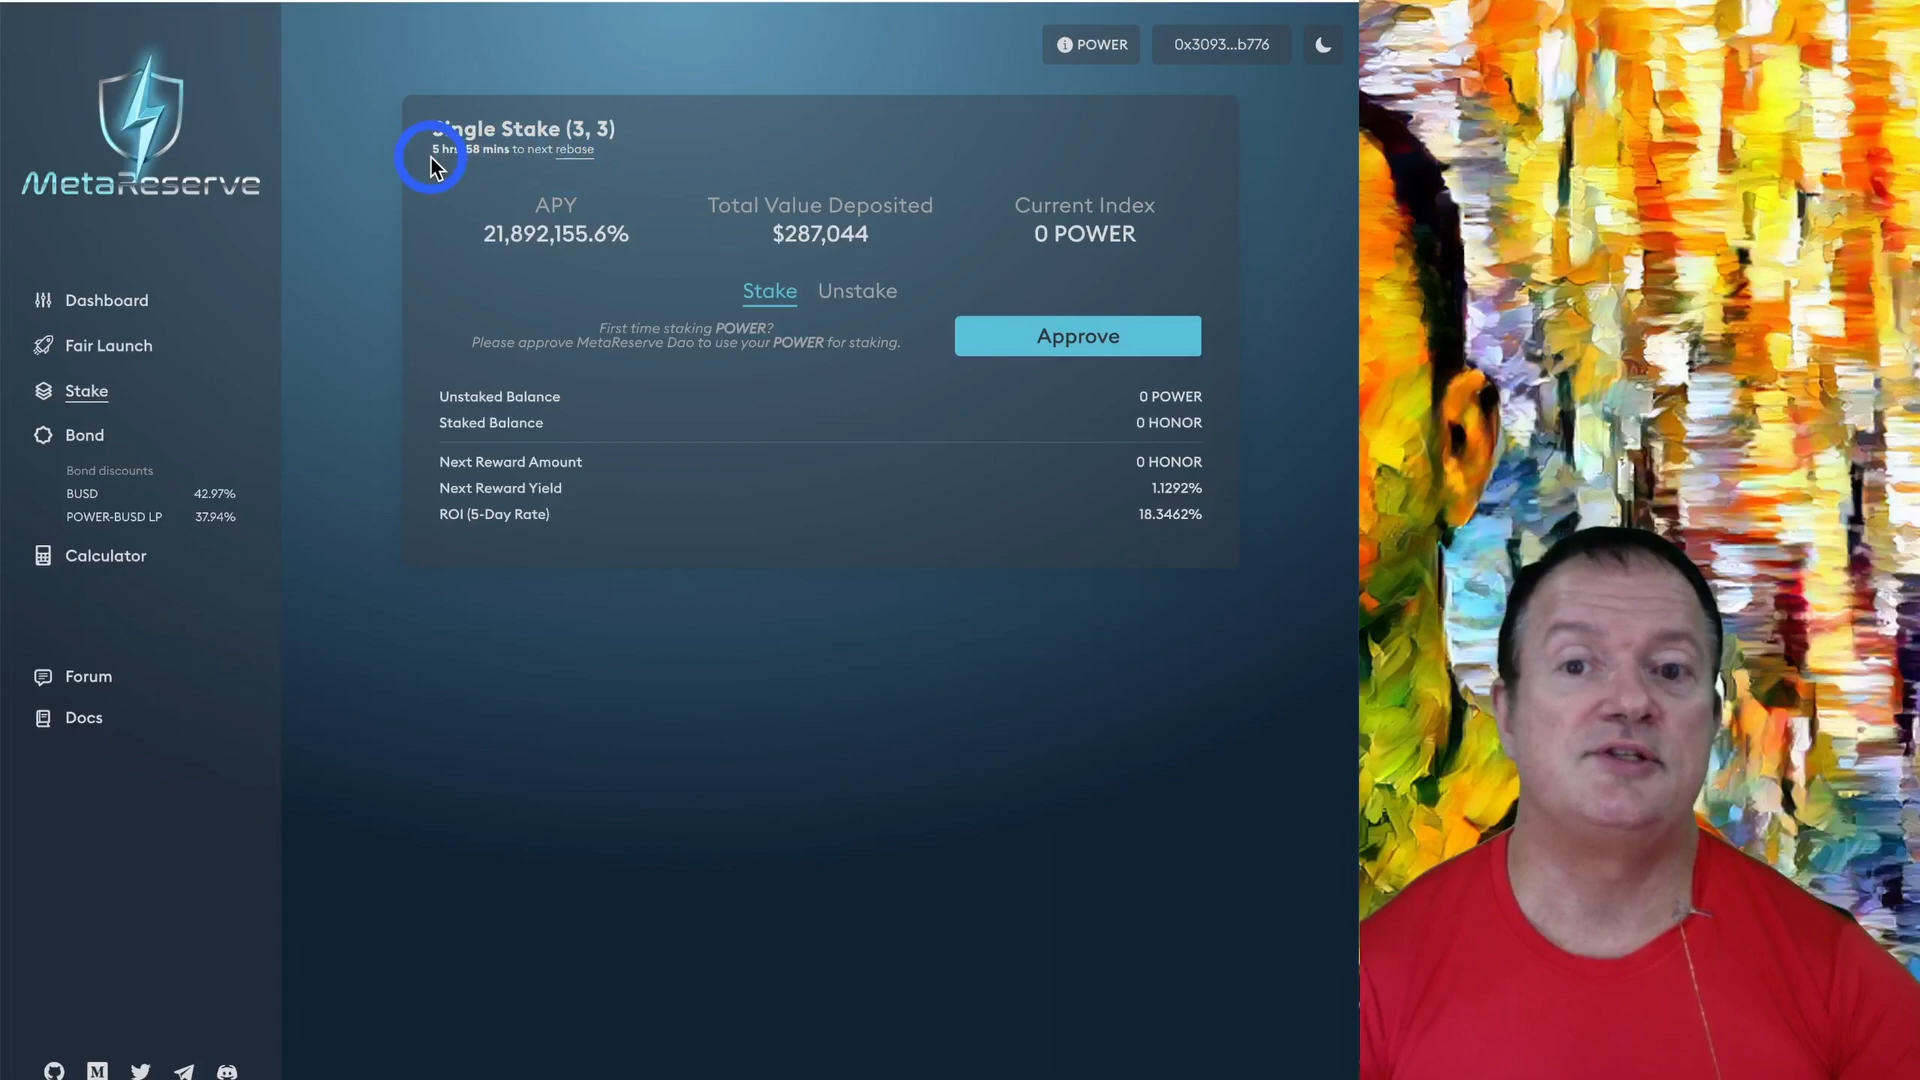 MetaReserve
Dashboard
Fair Launch
Stake
Bond
Bond discounts
BUSD 42.97%
POWER-BUSD LP 37.94%
Calculator
Forum
Docs
POWER
0x3093...b776
Single Stake (3, 3)
5 hrs, 58 mins to next rebase
APY
21,892,155.6%
Total Value Deposited
$287,044
Current Index
0 POWER
Stake Unstake
First time staking POWER?
Please approve MetaReserve Dao to use your POWER for staking.
Approve
Unstaked Balance 0 POWER
Staked Balance 0 HONOR
Next Reward Amount 0 HONOR
Next Reward Yield 1.1292%
ROI (5-Day Rate) 18.3462%